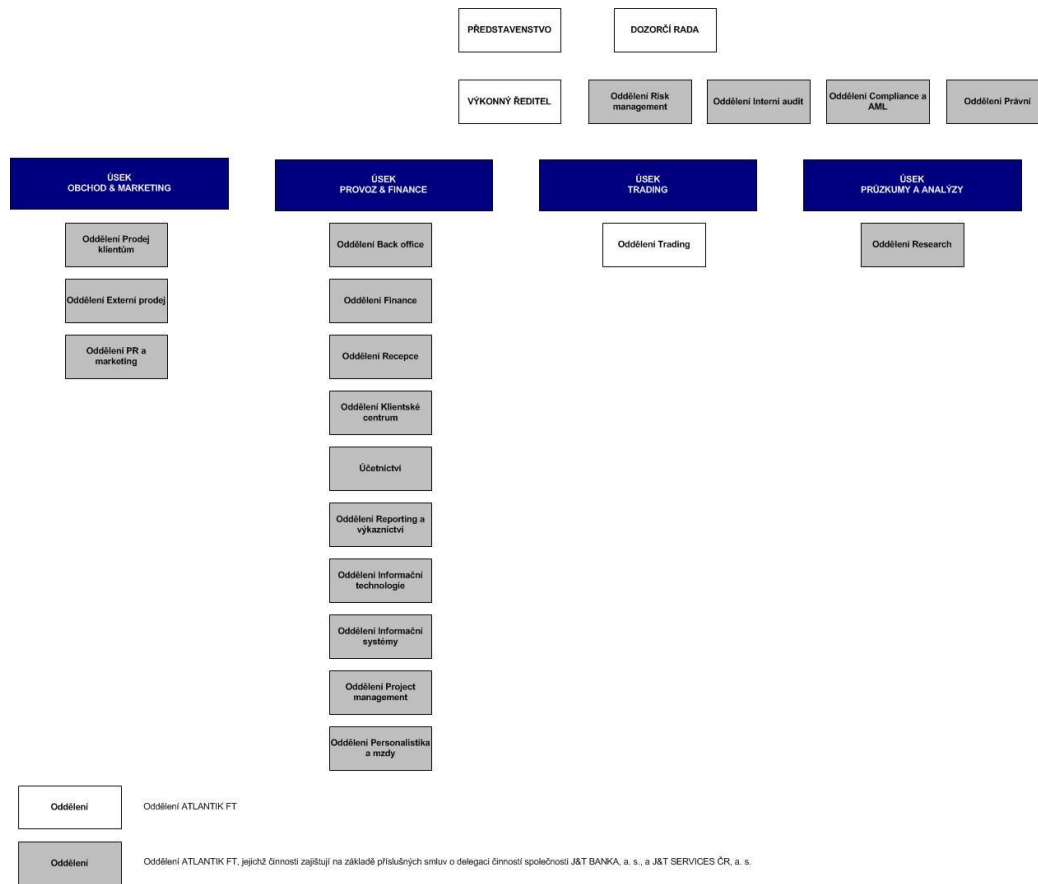 PŘEDSTAVENSTVO
DOZORČÍ RADA
VÝKONNÝ ŘEDITEL
Oddělení Risk
management
Oddělení Interní audit
Oddělení Compliance a
AML
Oddělení Právní
ÚSEK
OBCHOD & MARKETING
ÚSEK
PROVOZ & FINANCE
ÚSEK
TRADING
ÚSEK
PRŮZKUMY A ANALÝZY
Oddělení Prodej
klientům
Oddělení Externí prodej
Oddělení PR a
marketing
Oddělení Back office
Oddělení Finance
Oddělení Recepce
Oddělení Klientské
centrum
Účetnictví
Oddělení Reporting a
výkaznictví
Oddělení Informační
technologie
Oddělení Informační
systémy
Oddělení Project
management
Oddělení Personalistika
a mzdy
Oddělení Trading
Oddělení Research
Oddělení
Oddělení ATLANTIK FT
Oddělení
Oddělení ATLANTIK FT, jejichž činnosti zajištují na základě příslušných smluv o delegaci činností společnosti J&T BANKA, a. s., a J&T SERVICES ČR, a. s.